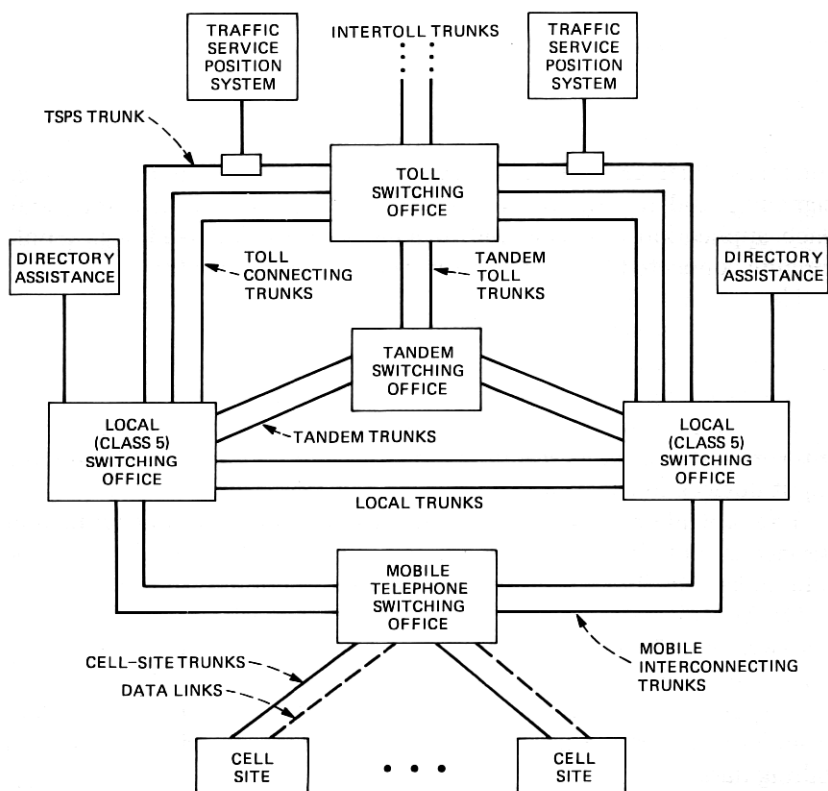 TRAFFIC
SERVICE
POSITION
SYSTEM
INTERTOLL TRUNKS
TRAFFIC
SERVICE
POSITION
SYSTEM
TSPS TRUNK
TOLL
SWITCHING
OFFICE
DIRECTORY
ASSISTANCE
TOLL
CONNECTING
TRUNKS
TANDEM
TOLL
TRUNKS
DIRECTORY
ASSISTANCE
TANDEM
SWITCHING
OFFICE
LOCAL
(CLASS 5)
SWITCHING
OFFICE
TANDEM TRUNKS
LOCAL
(CLASS 5)
SWITCHING
OFFICE
LOCAL TRUNKS
MOBILE
TELEPHONE
SWITCHING
OFFICE
CELL-SITE TRUNKS
DATA LINKS
MOBILE
INTERCONNECTING
TRUNKS
CELL
SITE
CELL
SITE